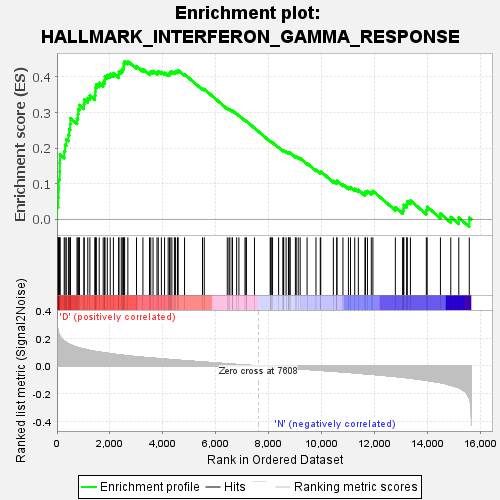 Enrichment plot:
HALLMARK_INTERFERON_GAMMA_RESPONSE
Enrichment score (ES)
0.4
0.3
0.2
0.1
0.0
'D' (positively correlated)
Ranked list metric (Signal2Noise)
0.4
0.2
0.0
-0.2
-0.4
Zero cross at 7608
'N' (negatively correlated)
0
2,000
4,000
6,000
8,000
10,000
12,000
14,000
16,000
Rank in Ordered Dataset
Enrichment profile
Hits
Ranking metric scores